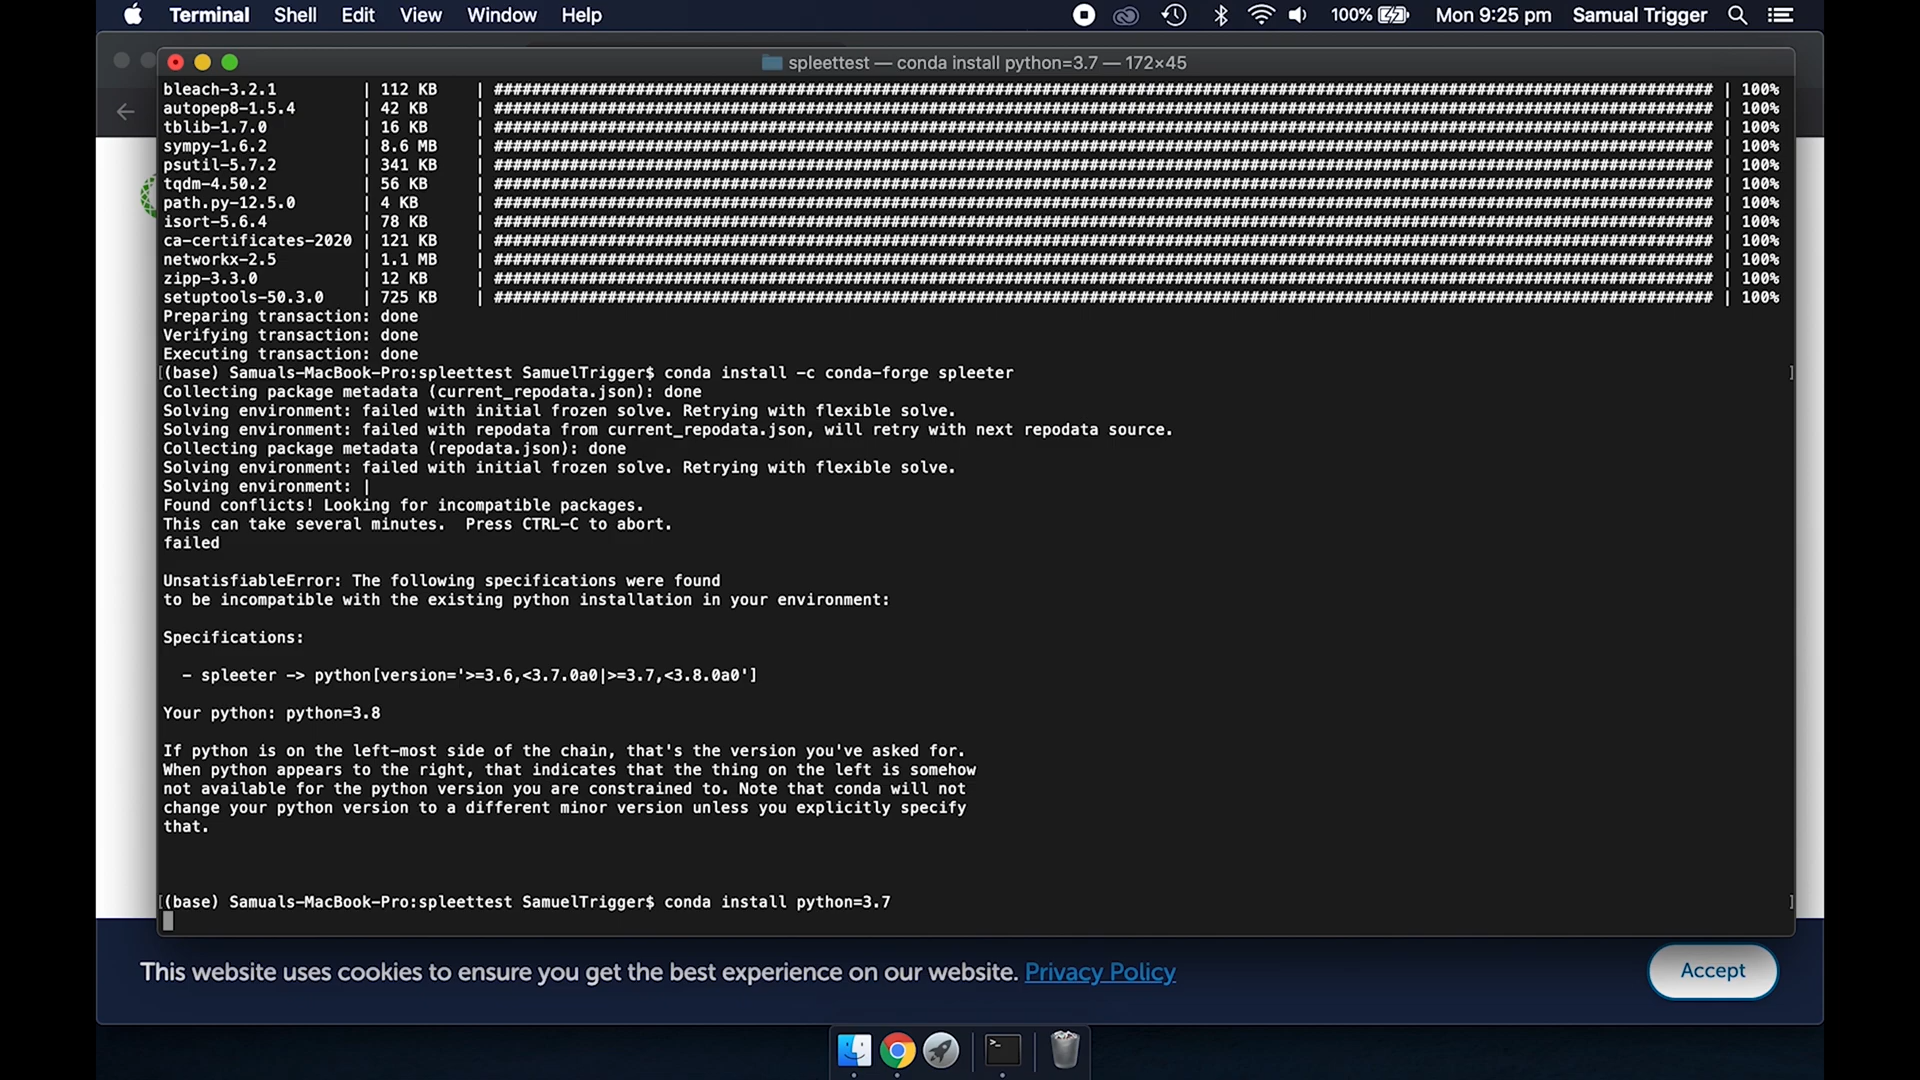 Terminal Shell Edit View Window Help 100% Mon 9:25 pm Samual Trigger
spleettest — conda install python=3.7 — 172×45
bleach-3.2.1 | 112 KB | ################################################################################################################################# | 100%
autopep8-1.5.4 | 42 KB | ################################################################################################################################# | 100%
tblib-1.7.0 | 16 KB | ################################################################################################################################# | 100%
sympy-1.6.2 | 8.6 MB | ################################################################################################################################# | 100%
psutil-5.7.2 | 341 KB | ################################################################################################################################# | 100%
tqdm-4.50.2 | 56 KB | ################################################################################################################################# | 100%
path.py-12.5.0 | 4 KB | ################################################################################################################################# | 100%
isort-5.6.4 | 78 KB | ################################################################################################################################# | 100%
ca-certificates-2020 | 121 KB | ################################################################################################################################# | 100%
networkx-2.5 | 1.1 MB | ################################################################################################################################# | 100%
zipp-3.3.0 | 12 KB | ################################################################################################################################# | 100%
setuptools-50.3.0 | 725 KB | ################################################################################################################################# | 100%
Preparing transaction: done
Verifying transaction: done
Executing transaction: done
[(base) Samuals-MacBook-Pro:spleettest SamuelTrigger$ conda install -c conda-forge spleeter ]
Collecting package metadata (current_repodata.json): done
Solving environment: failed with initial frozen solve. Retrying with flexible solve.
Solving environment: failed with repodata from current_repodata.json, will retry with next repodata source.
Collecting package metadata (repodata.json): done
Solving environment: failed with initial frozen solve. Retrying with flexible solve.
Solving environment: |
Found conflicts! Looking for incompatible packages.
This can take several minutes.  Press CTRL-C to abort.
failed
UnsatisfiableError: The following specifications were found
to be incompatible with the existing python installation in your environment:
Specifications:
- spleeter -> python[version='>=3.6,<3.7.0a0|>=3.7,<3.8.0a0']
Your python: python=3.8
If python is on the left-most side of the chain, that's the version you've asked for.
When python appears to the right, that indicates that the thing on the left is somehow
not available for the python version you are constrained to. Note that conda will not
change your python version to a different minor version unless you explicitly specify
that.
[(base) Samuals-MacBook-Pro:spleettest SamuelTrigger$ conda install python=3.7 ]
This website uses cookies to ensure you get the best experience on our website. Privacy Policy
Accept